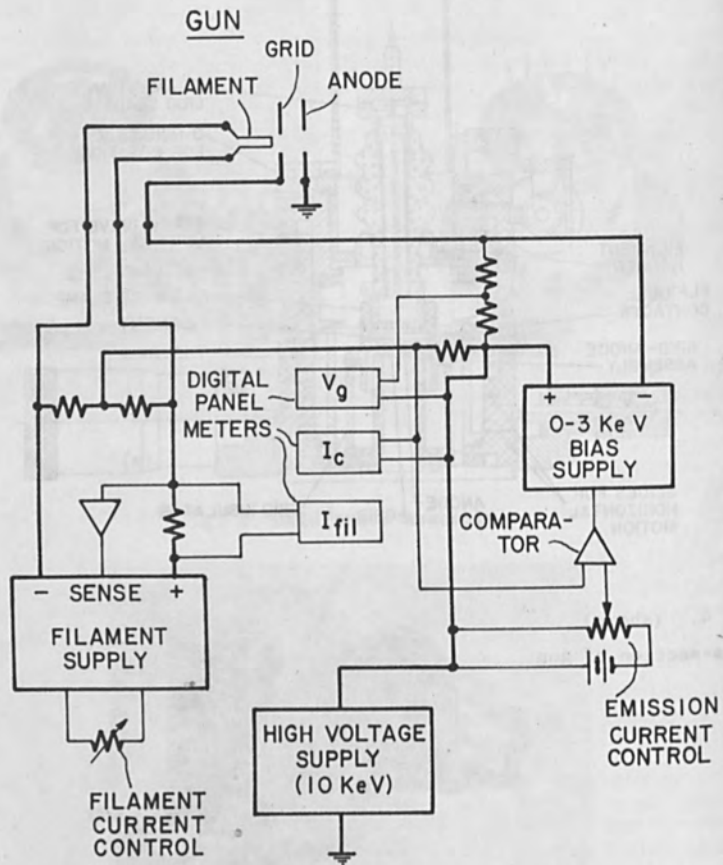 GUN
GRID
FILAMENT
ANODE
DIGITAL
PANEL
METERS
Vg
Ic
Ifil
+ -
0-3 KeV
BIAS
SUPPLY
COMPARA-
TOR
- SENSE +
FILAMENT
SUPPLY
HIGH VOLTAGE
SUPPLY
(10 KeV)
EMISSION
CURRENT
CONTROL
FILAMENT
CURRENT
CONTROL